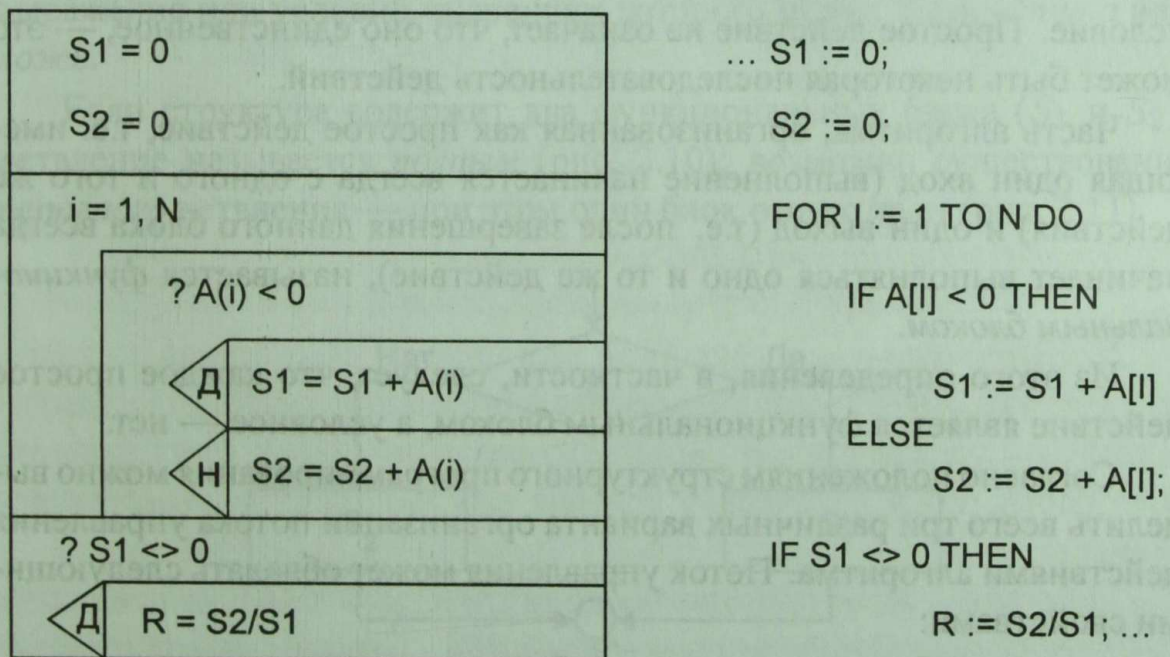 S1 = 0
S2 = 0
i = 1, N
? A(i) < 0
Д S1 = S1 + A(i)
Н S2 = S2 + A(i)
? S1 <> 0
Д R = S2/S1
... S1 := 0;
S2 := 0;
FOR I := 1 TO N DO
IF A[I] < 0 THEN
S1 := S1 + A[I]
ELSE
S2 := S2 + A[I];
IF S1 <> 0 THEN
R := S2/S1; ...